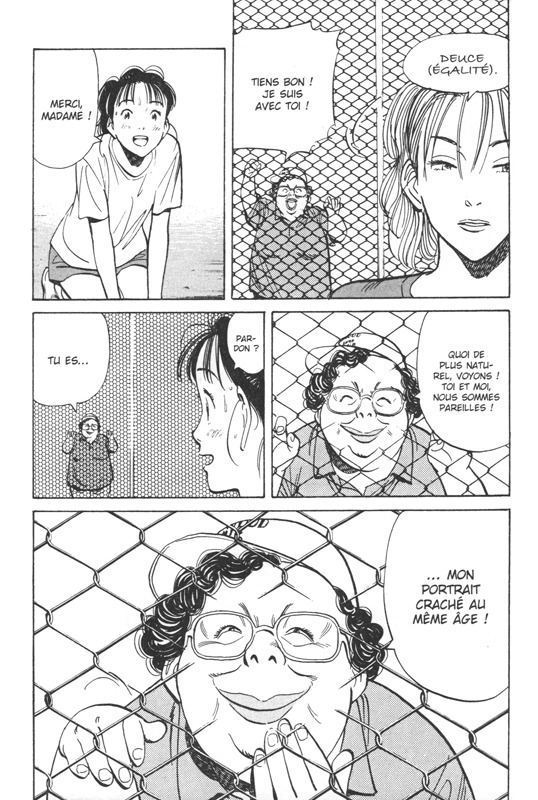 DEUCE
(ÉGALITÉ).
TIENS BON !
JE SUIS
AVEC TOI !
MERCI,
MADAME !
QUOI DE
PLUS NATU-
REL, VOYONS !
TOI ET MOI,
NOUS SOMMES
PAREILLES !
PAR-
DON ?
TU ES...
... MON
PORTRAIT
CRACHÉ AU
MÊME ÂGE !